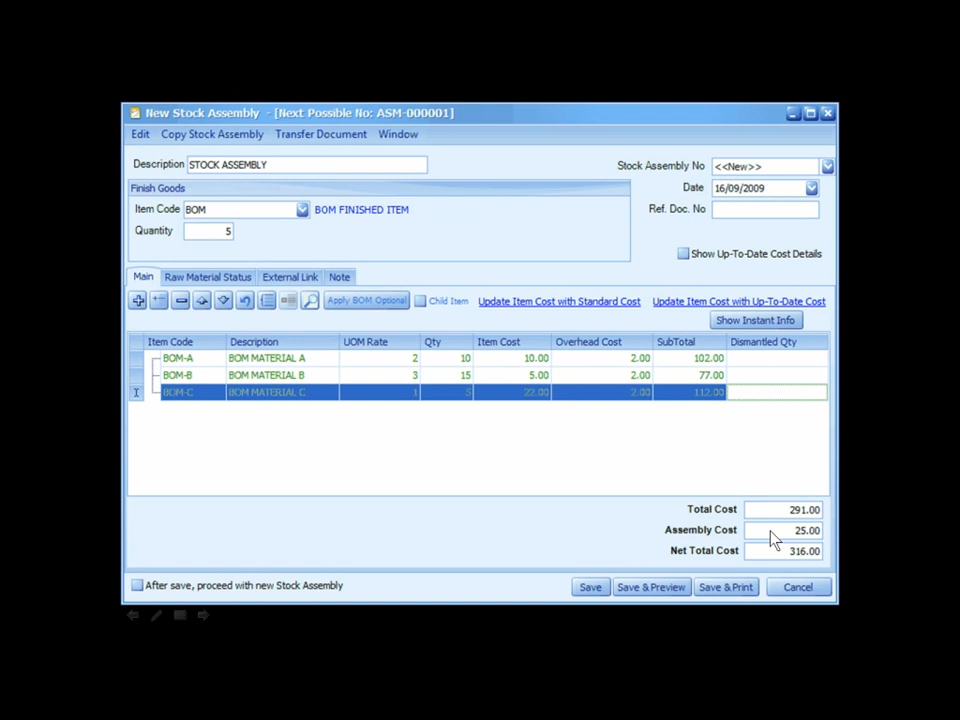 New Stock Assembly - [Next Possible No: ASM-000001]
Edit Copy Stock Assembly Transfer Document Window
Description STOCK ASSEMBLY
Stock Assembly No <<New>>
Finish Goods
Date 16/09/2009
Item Code BOM BOM FINISHED ITEM
Ref. Doc. No
Quantity 5
Show Up-To-Date Cost Details
Main Raw Material Status External Link Note
Apply BOM Optional Child Item Update Item Cost with Standard Cost Update Item Cost with Up-To-Date Cost
Show Instant Info
Item Code Description UOM Rate Qty Item Cost Overhead Cost SubTotal Dismantled Qty
BOM-A BOM MATERIAL A 2 10 10.00 2.00 102.00
BOM-B BOM MATERIAL B 3 15 5.00 2.00 77.00
BOM-C BOM MATERIAL C 1 5 22.00 2.00 112.00
Total Cost 291.00
Assembly Cost 25.00
Net Total Cost 316.00
After save, proceed with new Stock Assembly
Save Save & Preview Save & Print Cancel